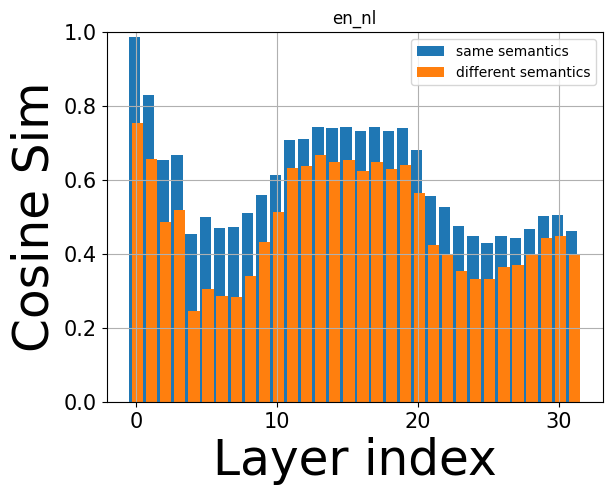 en_nl
same semantics
different semantics
Cosine Sim
1.0
0.8
0.6
0.4
0.2
0.0
0 10 20 30
Layer index